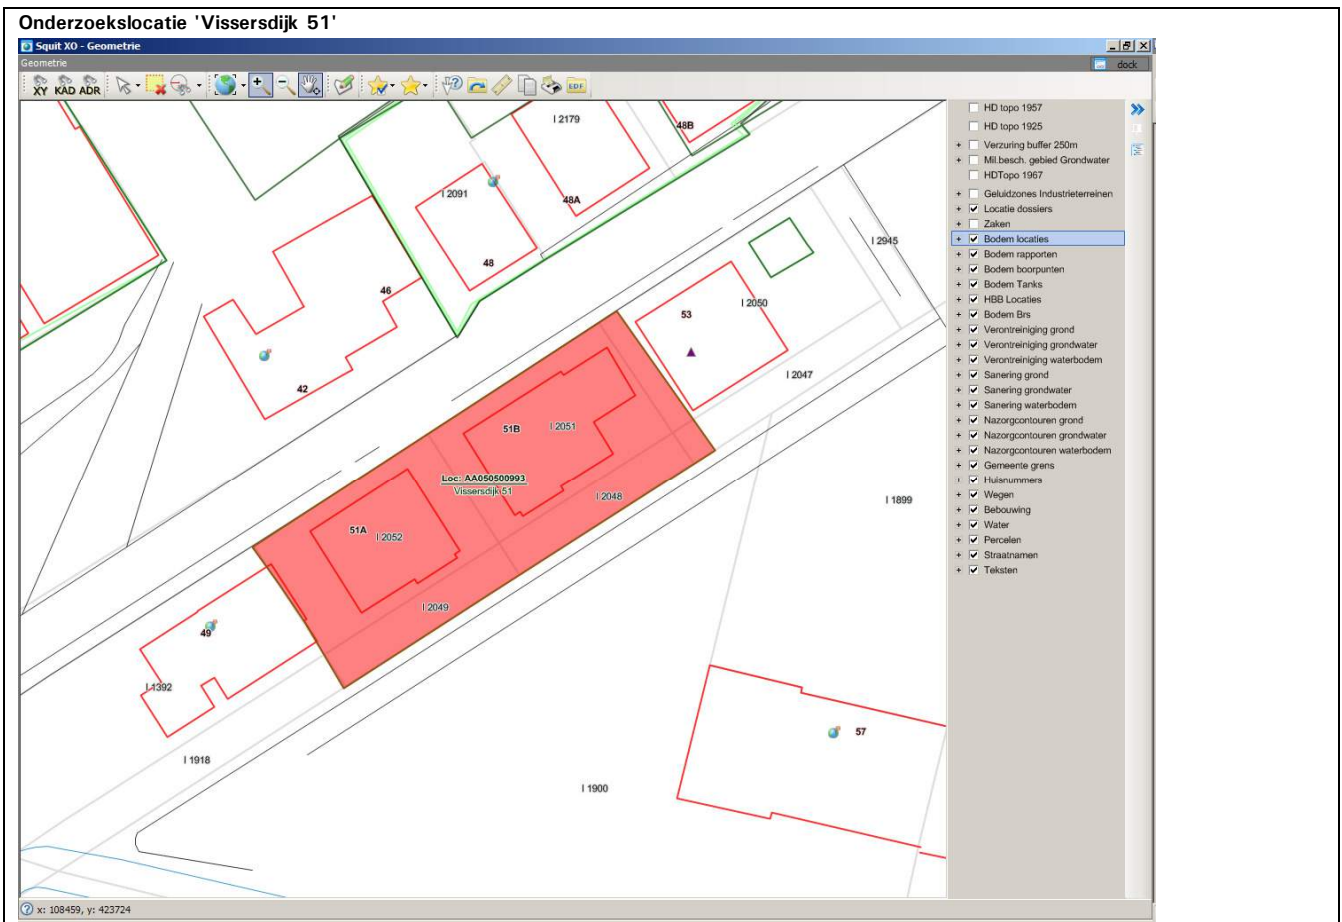 Onderzoekslocatie 'Vissersdijk 51'
Squit XO - Geometrie
Geometrie
dock
XY KAD ADR
EDF
HD topo 1957
HD topo 1925
Verzuring buffer 250m
Mil.besch. gebied Grondwater
HDTopo 1967
Geluidzones Industrieterreinen
Locatie dossiers
Zaken
Bodem locaties
Bodem rapporten
Bodem boorpunten
Bodem Tanks
HBB Locaties
Bodem Brs
Verontreiniging grond
Verontreiniging grondwater
Verontreiniging waterbodem
Sanering grond
Sanering grondwater
Sanering waterbodem
Nazorgcontouren grond
Nazorgcontouren grondwater
Nazorgcontouren waterbodem
Gemeente grens
Huisnummers
Wegen
Bebouwing
Water
Percelen
Straatnamen
Teksten
I 2179
48B
I 2091
48A
48
I 2945
46
I 2050
53
42
I 2047
51B
I 2051
Loc: AA050500993
Vissersdijk 51
I 2048
I 1899
51A
I 2052
I 2049
49
I 1392
57
I 1918
I 1900
x: 108459, y: 423724